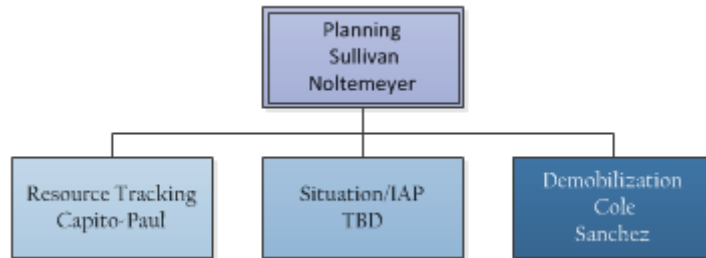 Planning
Sullivan
Noltemeyer
Resource Tracking
Capito-Paul
Situation/IAP
TBD
Demobilization
Cole
Sanchez